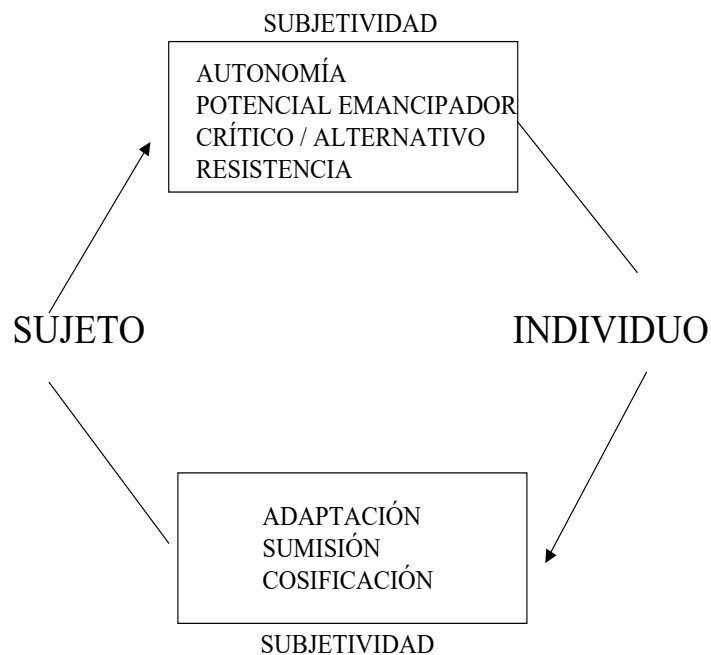 SUBJETIVIDAD
AUTONOMÍA
POTENCIAL EMANCIPADOR
CRÍTICO / ALTERNATIVO
RESISTENCIA
SUJETO
INDIVIDUO
ADAPTACIÓN
SUMISIÓN
COSIFICACIÓN
SUBJETIVIDAD